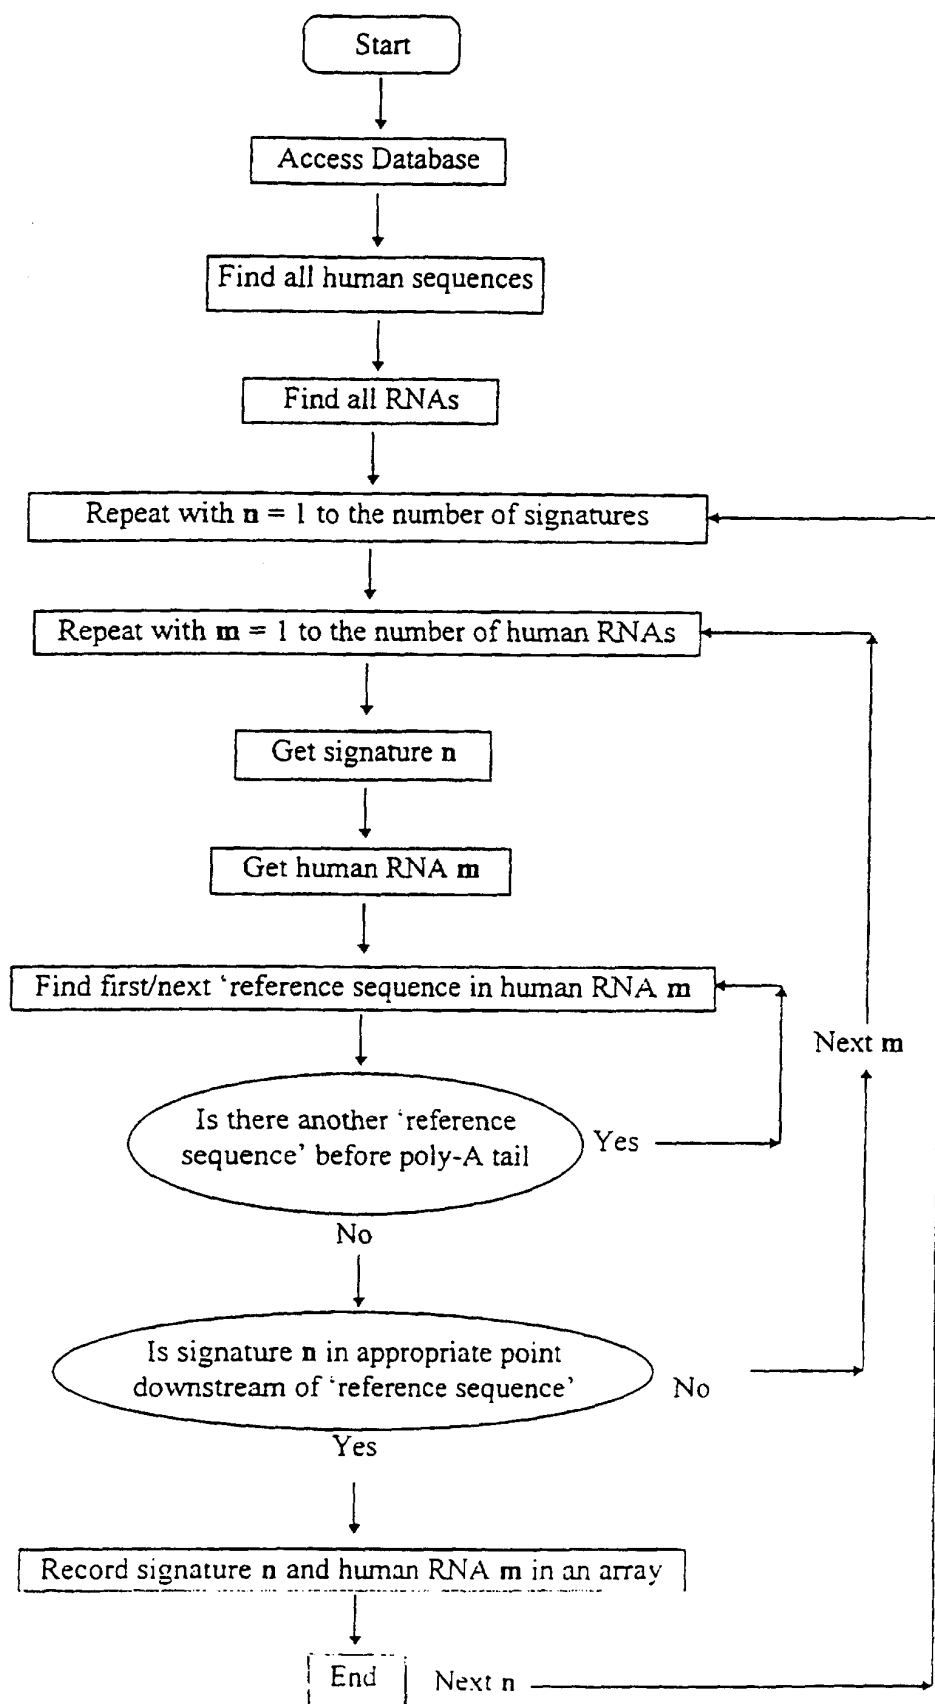 Start
Access Database
Find all human sequences
Find all RNAs
Repeat with n = 1 to the number of signatures
Repeat with m = 1 to the number of human RNAs
Get signature n
Get human RNA m
Find first/next ‘reference sequence in human RNA m
Next m
Is there another ‘reference
sequence’ before poly-A tail
Yes
No
Is signature n in appropriate point
downstream of ‘reference sequence’
No
Yes
Record signature n and human RNA m in an array
End
Next n